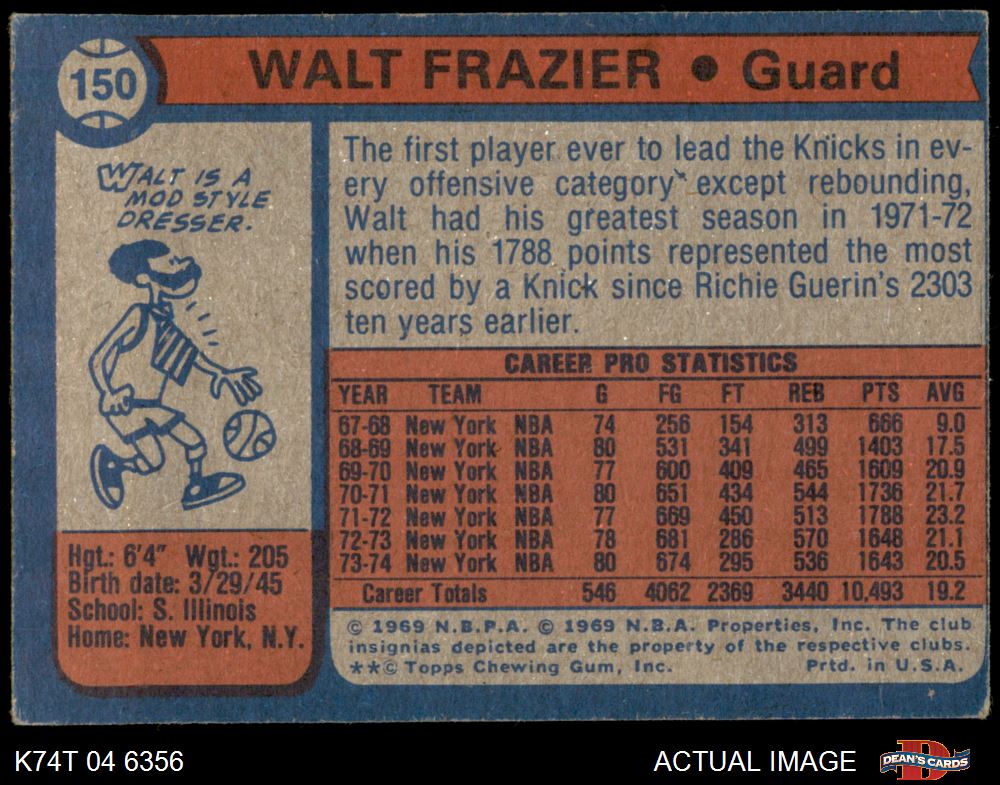 150
WALT FRAZIER • Guard
WALT IS A
MOD STYLE
DRESSER.
The first player ever to lead the Knicks in ev-
ery offensive category except rebounding,
Walt had his greatest season in 1971-72
when his 1788 points represented the most
scored by a Knick since Richie Guerin's 2303
ten years earlier.
CAREER PRO STATISTICS
YEAR TEAM G FG FT REB PTS AVG
67-68 New York NBA 74 256 154 313 666 9.0
68-69 New York NBA 80 531 341 499 1403 17.5
69-70 New York NBA 77 600 409 465 1609 20.9
70-71 New York NBA 80 651 434 544 1736 21.7
71-72 New York NBA 77 669 450 513 1788 23.2
72-73 New York NBA 78 681 286 570 1648 21.1
73-74 New York NBA 80 674 295 536 1643 20.5
Career Totals 546 4062 2369 3440 10,493 19.2
Hgt.: 6'4" Wgt.: 205
Birth date: 3/29/45
School: S. Illinois
Home: New York, N.Y.
© 1969 N.B.P.A. © 1969 N.B.A. Properties, Inc. The club
insignias depicted are the property of the respective clubs.
**© Topps Chewing Gum, Inc. Prtd. in U.S.A.
K74T 04 6356
ACTUAL IMAGE
D
DEAN'S CARDS